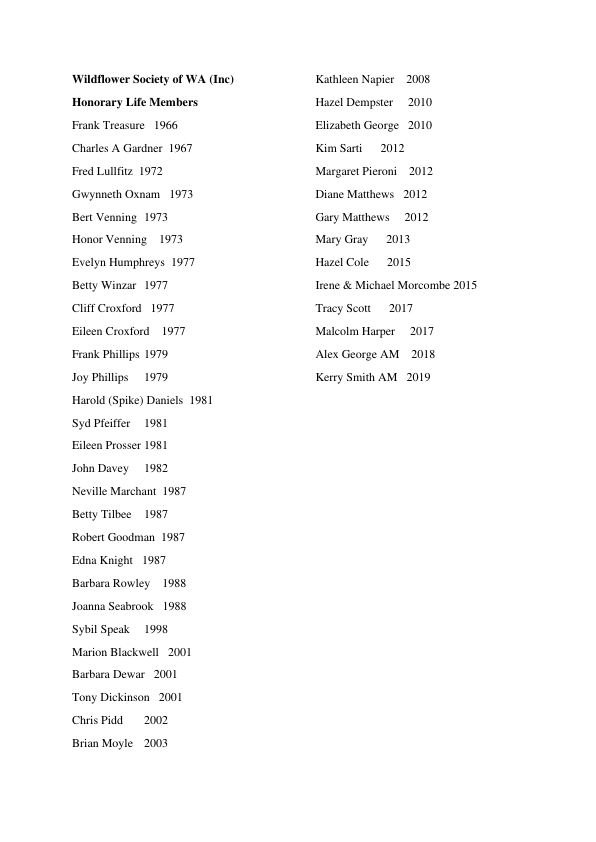 Wildflower Society of WA (Inc)
Honorary Life Members
Frank Treasure 1966
Charles A Gardner 1967
Fred Lullfitz 1972
Gwynneth Oxnam 1973
Bert Venning 1973
Honor Venning 1973
Evelyn Humphreys 1977
Betty Winzar 1977
Cliff Croxford 1977
Eileen Croxford 1977
Frank Phillips 1979
Joy Phillips 1979
Harold (Spike) Daniels 1981
Syd Pfeiffer 1981
Eileen Prosser 1981
John Davey 1982
Neville Marchant 1987
Betty Tilbee 1987
Robert Goodman 1987
Edna Knight 1987
Barbara Rowley 1988
Joanna Seabrook 1988
Sybil Speak 1998
Marion Blackwell 2001
Barbara Dewar 2001
Tony Dickinson 2001
Chris Pidd 2002
Brian Moyle 2003
Kathleen Napier 2008
Hazel Dempster 2010
Elizabeth George 2010
Kim Sarti 2012
Margaret Pieroni 2012
Diane Matthews 2012
Gary Matthews 2012
Mary Gray 2013
Hazel Cole 2015
Irene & Michael Morcombe 2015
Tracy Scott 2017
Malcolm Harper 2017
Alex George AM 2018
Kerry Smith AM 2019